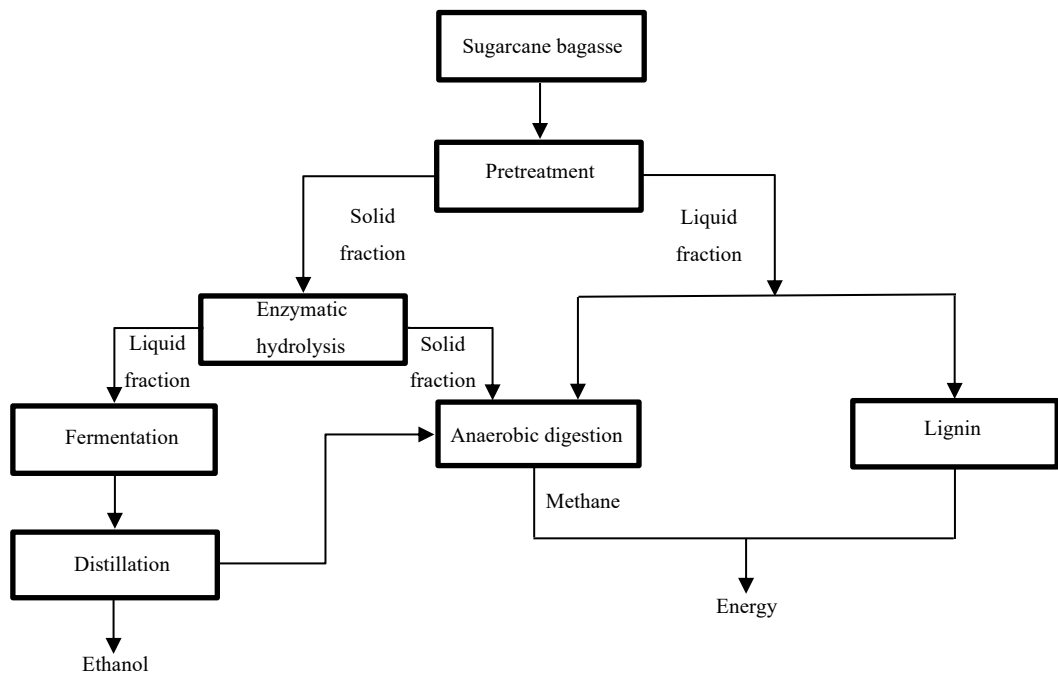 Sugarcane bagasse
Pretreatment
Solid
fraction
Liquid
fraction
Enzymatic
hydrolysis
Liquid
fraction
Solid
fraction
Fermentation
Anaerobic digestion
Lignin
Methane
Distillation
Energy
Ethanol